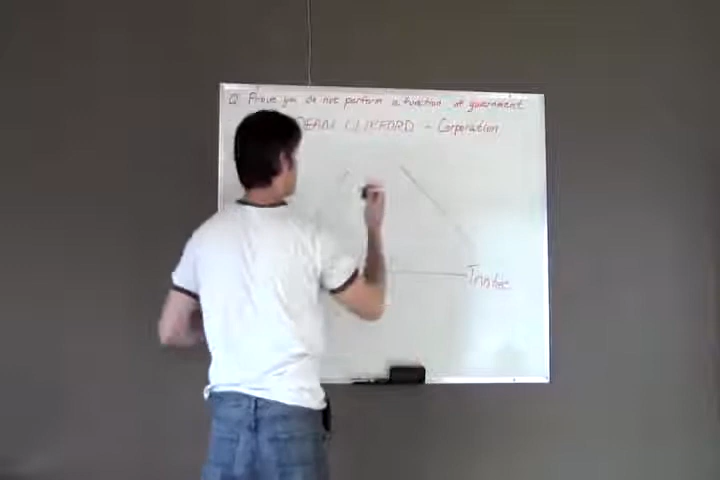 Q Prove you do not perform a function of government
DEAN CLIFFORD - Corporation
Trustee